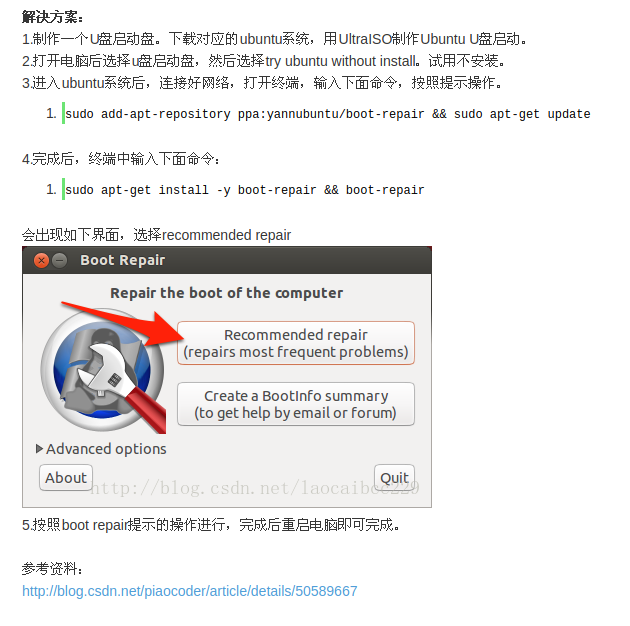 解决方案：
1.制作一个U盘启动盘。下载对应的ubuntu系统，用UltraISO制作Ubuntu U盘启动。
2.打开电脑后选择u盘启动盘，然后选择try ubuntu without install。试用不安装。
3.进入ubuntu系统后，连接好网络，打开终端，输入下面命令，按照提示操作。
1. sudo add-apt-repository ppa:yannubuntu/boot-repair && sudo apt-get update
4.完成后，终端中输入下面命令：
1. sudo apt-get install -y boot-repair && boot-repair
会出现如下界面，选择recommended repair
Boot Repair
Repair the boot of the computer
Recommended repair
(repairs most frequent problems)
Create a BootInfo summary
(to get help by email or forum)
Advanced options
About
Quit
http://blog.csdn.net/laocaibcc229
5.按照boot repair提示的操作进行，完成后重启电脑即可完成。
参考资料：
http://blog.csdn.net/piaocoder/article/details/50589667